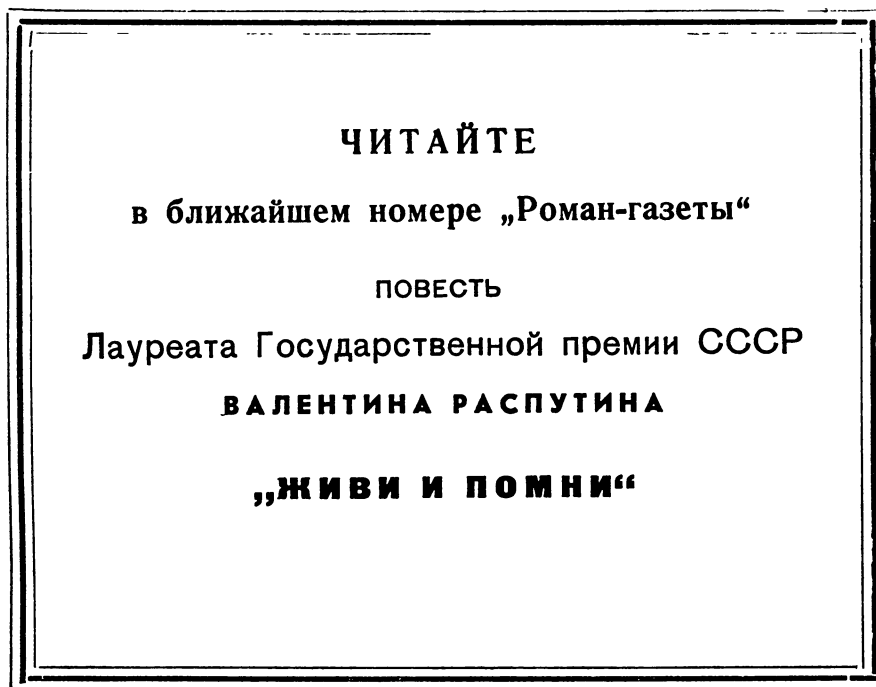 ЧИТАЙТЕ
в ближайшем номере „Роман-газеты“
ПОВЕСТЬ
Лауреата Государственной премии СССР
ВАЛЕНТИНА РАСПУТИНА
„ЖИВИ И ПОМНИ“